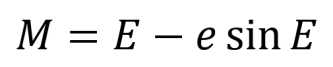 M = E − e sin E